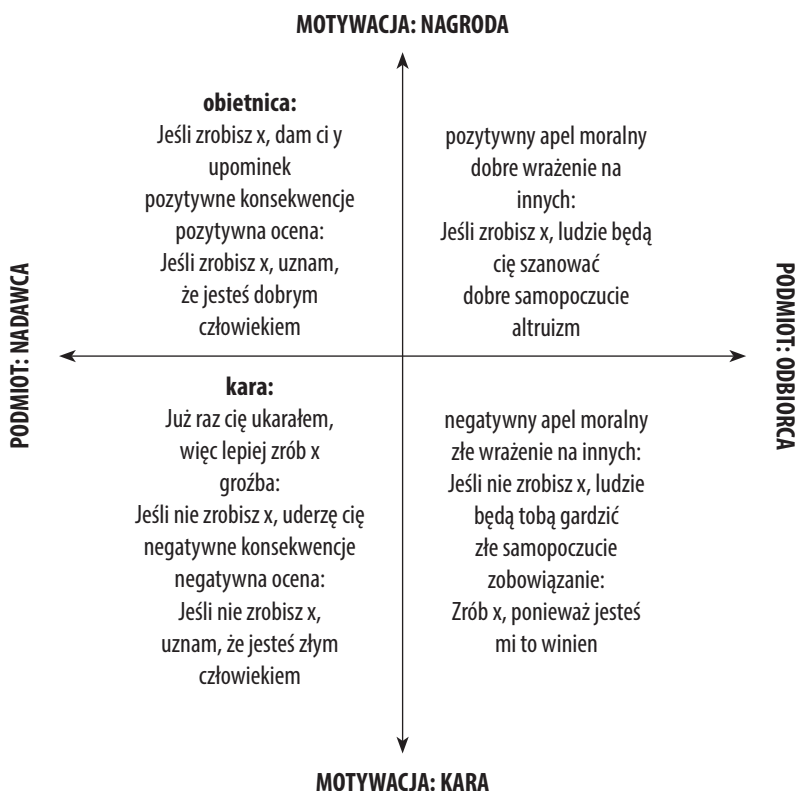 MOTYWACJA: NAGRODA
obietnica:
Jeśli zrobisz x, dam ci y
upominek
pozytywne konsekwencje
pozytywna ocena:
Jeśli zrobisz x, uznam,
że jesteś dobrym
człowiekiem
pozytywny apel moralny
dobre wrażenie na
innych:
Jeśli zrobisz x, ludzie będą
cię szanować
dobre samopoczucie
altruizm
PODMIOT: NADAWCA
PODMIOT: ODBIORCA
kara:
Już raz cię ukarałem,
więc lepiej zrób x
groźba:
Jeśli nie zrobisz x, uderzę cię
negatywne konsekwencje
negatywna ocena:
Jeśli nie zrobisz x,
uznam, że jesteś złym
człowiekiem
negatywny apel moralny
złe wrażenie na innych:
Jeśli nie zrobisz x, ludzie
będą tobą gardzić
złe samopoczucie
zobowiązanie:
Zrób x, ponieważ jesteś
mi to winien
MOTYWACJA: KARA